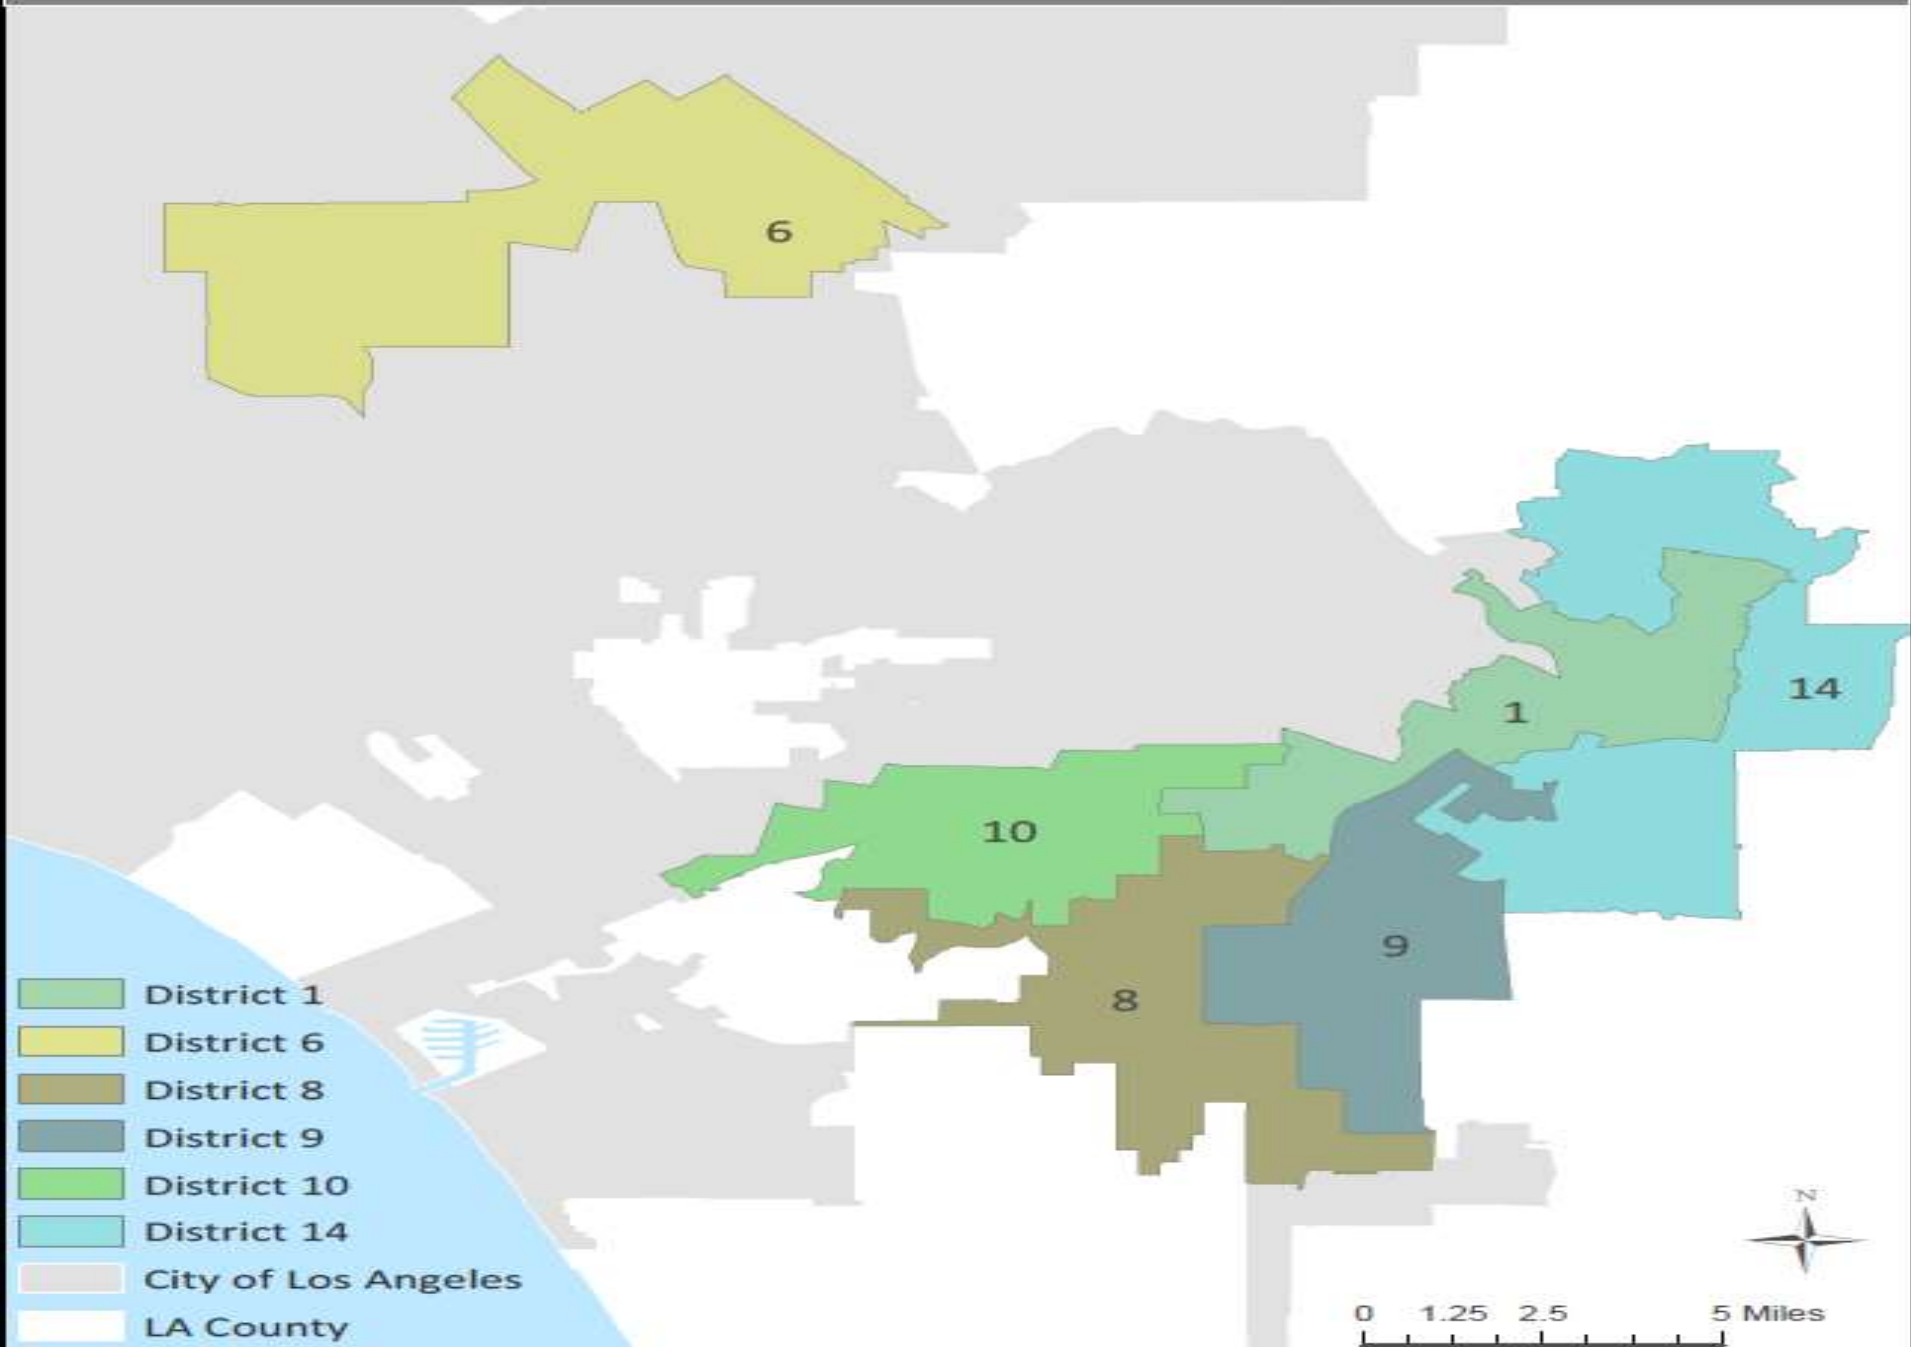 6
14
1
10
9
8
District 1
District 6
District 8
District 9
District 10
District 14
City of Los Angeles
LA County
N
0 1.25 2.5 5 Miles